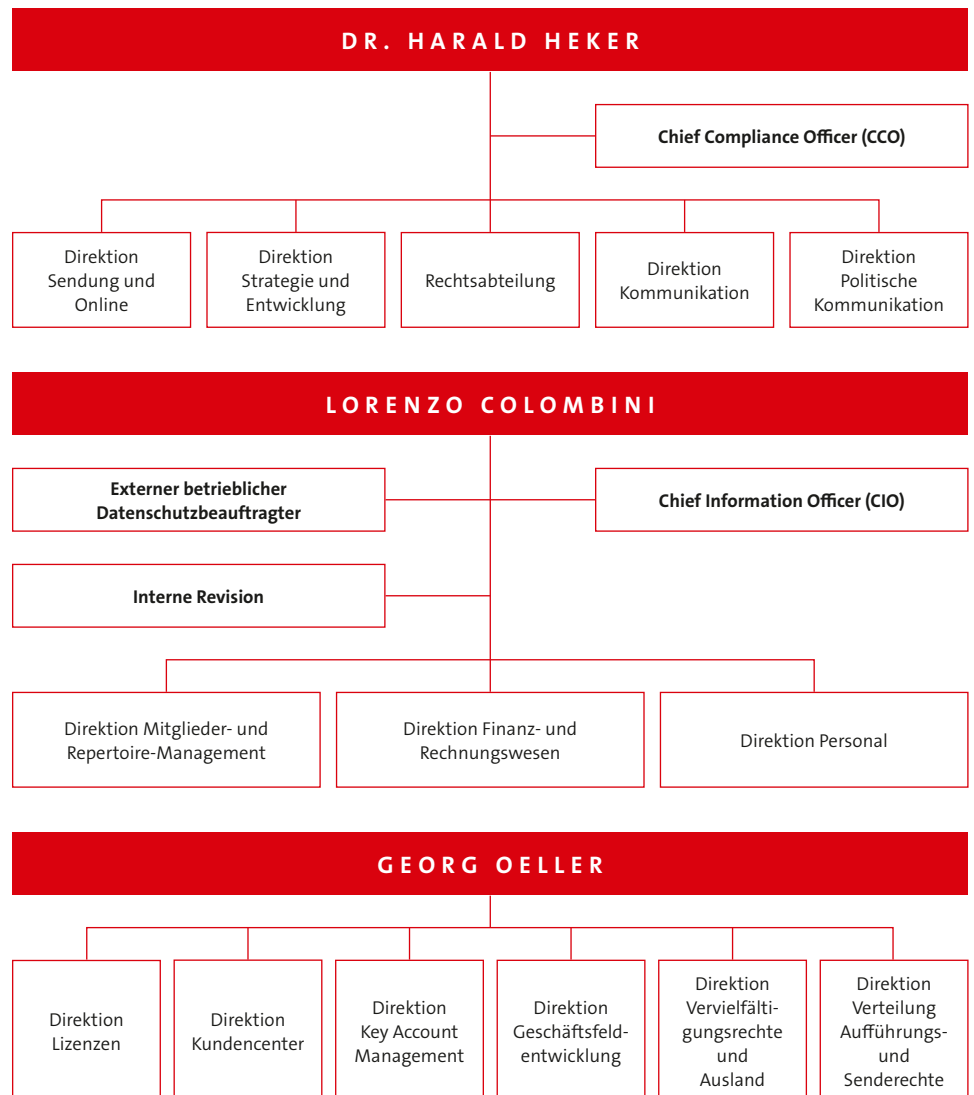 DR. HARALD HEKER
Chief Compliance Officer (CCO)
Direktion
Sendung und
Online
Direktion
Strategie und
Entwicklung
Rechtsabteilung
Direktion
Kommunikation
Direktion
Politische
Kommunikation
LORENZO COLOMBINI
Externer betrieblicher
Datenschutzbeauftragter
Chief Information Officer (CIO)
Interne Revision
Direktion Mitglieder- und
Repertoire-Management
Direktion Finanz- und
Rechnungswesen
Direktion Personal
GEORG OELLER
Direktion
Lizenzen
Direktion
Kundencenter
Direktion
Key Account
Management
Direktion
Geschäftsfeld-
entwicklung
Direktion
Vervielfälti-
gungsrechte
und
Ausland
Direktion
Verteilung
Aufführungs-
und
Senderechte